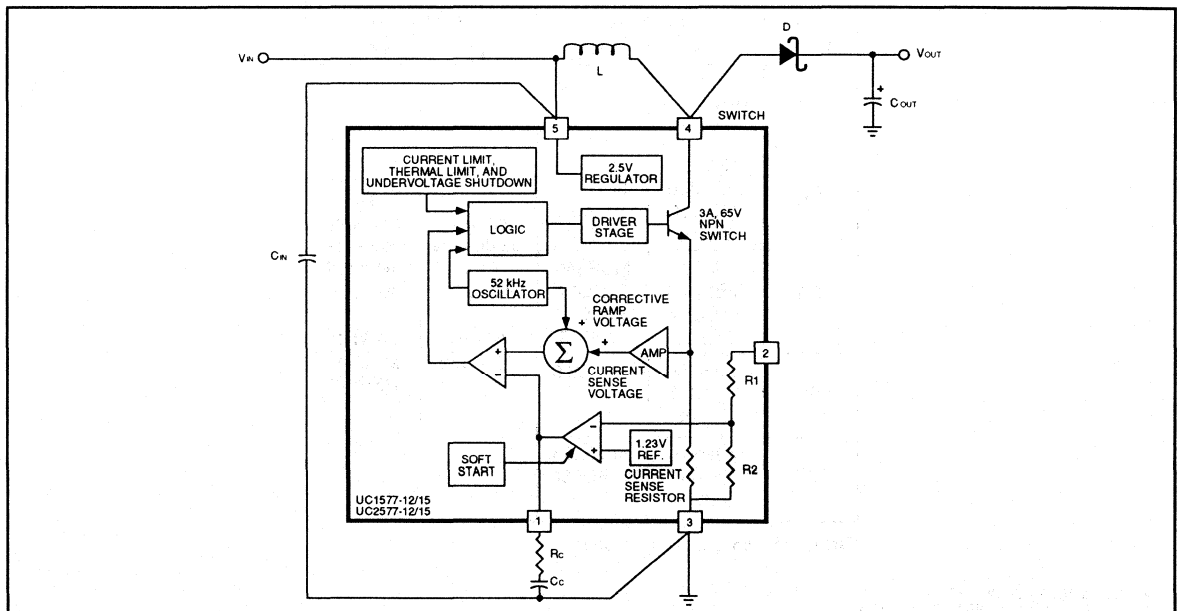 D
VIN
L
VOUT
+
COUT
SWITCH
5
4
CURRENT LIMIT,
THERMAL LIMIT, AND
UNDERVOLTAGE SHUTDOWN
2.5V
REGULATOR
LOGIC
DRIVER
STAGE
3A, 65V
NPN
SWITCH
CIN
52 kHz
OSCILLATOR
CORRECTIVE
RAMP
VOLTAGE
+
+
Σ
AMP
+
−
CURRENT
SENSE
VOLTAGE
2
R1
SOFT
START
−
+
1.23V
REF.
R2
CURRENT
SENSE
RESISTOR
UC1577-12/15
UC2577-12/15
1
3
RC
CC